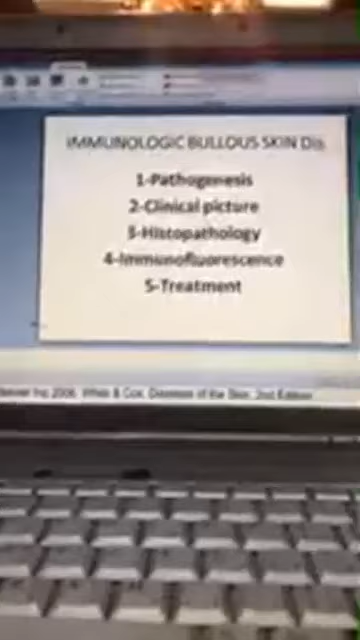 IMMUNOLOGIC BULLOUS SKIN Dis
1-Pathogenesis
2-Clinical picture
3-Histopathology
4-Immunofluorescence
5-Treatment
Inc 2006. White & Cox. Diseases of the Skin. 2nd Edition